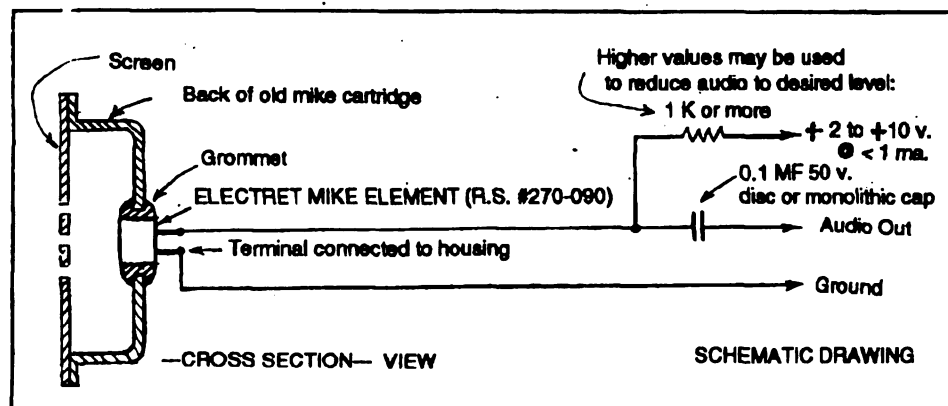 Screen
Back of old mike cartridge
Grommet
ELECTRET MIKE ELEMENT (R.S. #270-090)
Terminal connected to housing
—CROSS SECTION— VIEW
Higher values may be used
to reduce audio to desired level:
1 K or more
+ 2 to +10 v.
@ < 1 ma.
0.1 MF 50 v.
disc or monolithic cap
Audio Out
Ground
SCHEMATIC DRAWING